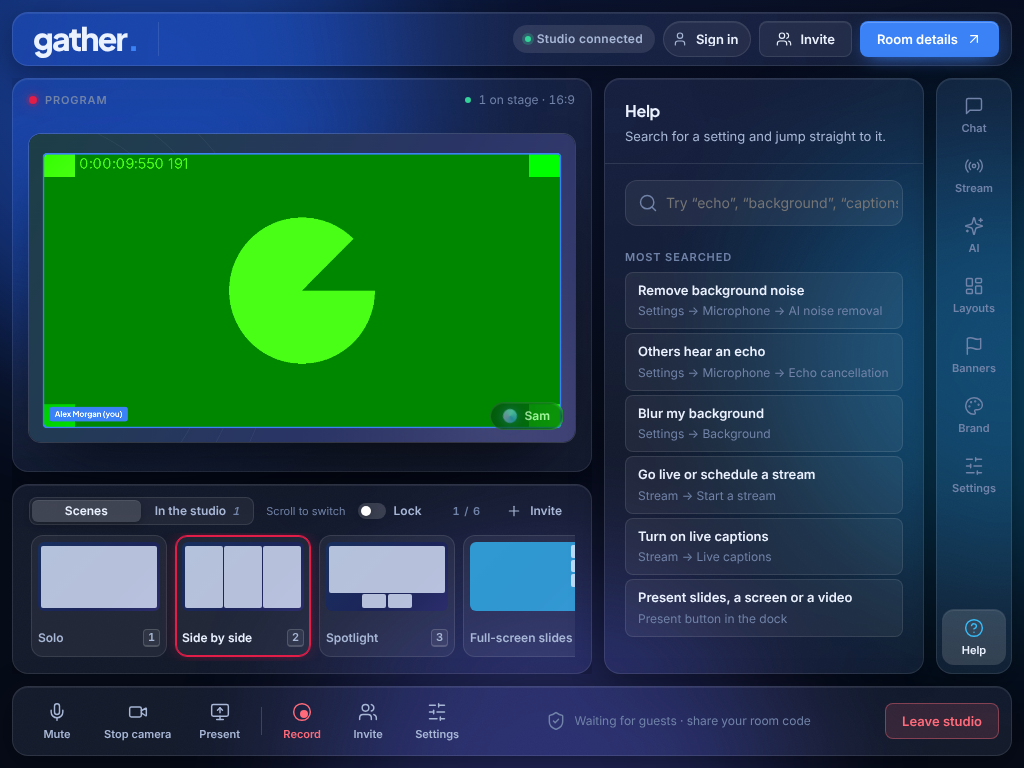 gather.
Studio connected
Sign in
Invite
Room details
PROGRAM
1 on stage · 16:9
0:00:09:550 191
Alex Morgan (you)
Sam
Scenes
In the studio 1
Scroll to switch
Lock
1 / 6
Invite
Solo 1
Side by side 2
Spotlight 3
Full-screen slides
Help
Search for a setting and jump straight to it.
Try “echo”, “background”, “captions
MOST SEARCHED
Remove background noise
Settings → Microphone → AI noise removal
Others hear an echo
Settings → Microphone → Echo cancellation
Blur my background
Settings → Background
Go live or schedule a stream
Stream → Start a stream
Turn on live captions
Stream → Live captions
Present slides, a screen or a video
Present button in the dock
Chat
Stream
AI
Layouts
Banners
Brand
Settings
Help
Mute
Stop camera
Present
Record
Invite
Settings
Waiting for guests · share your room code
Leave studio